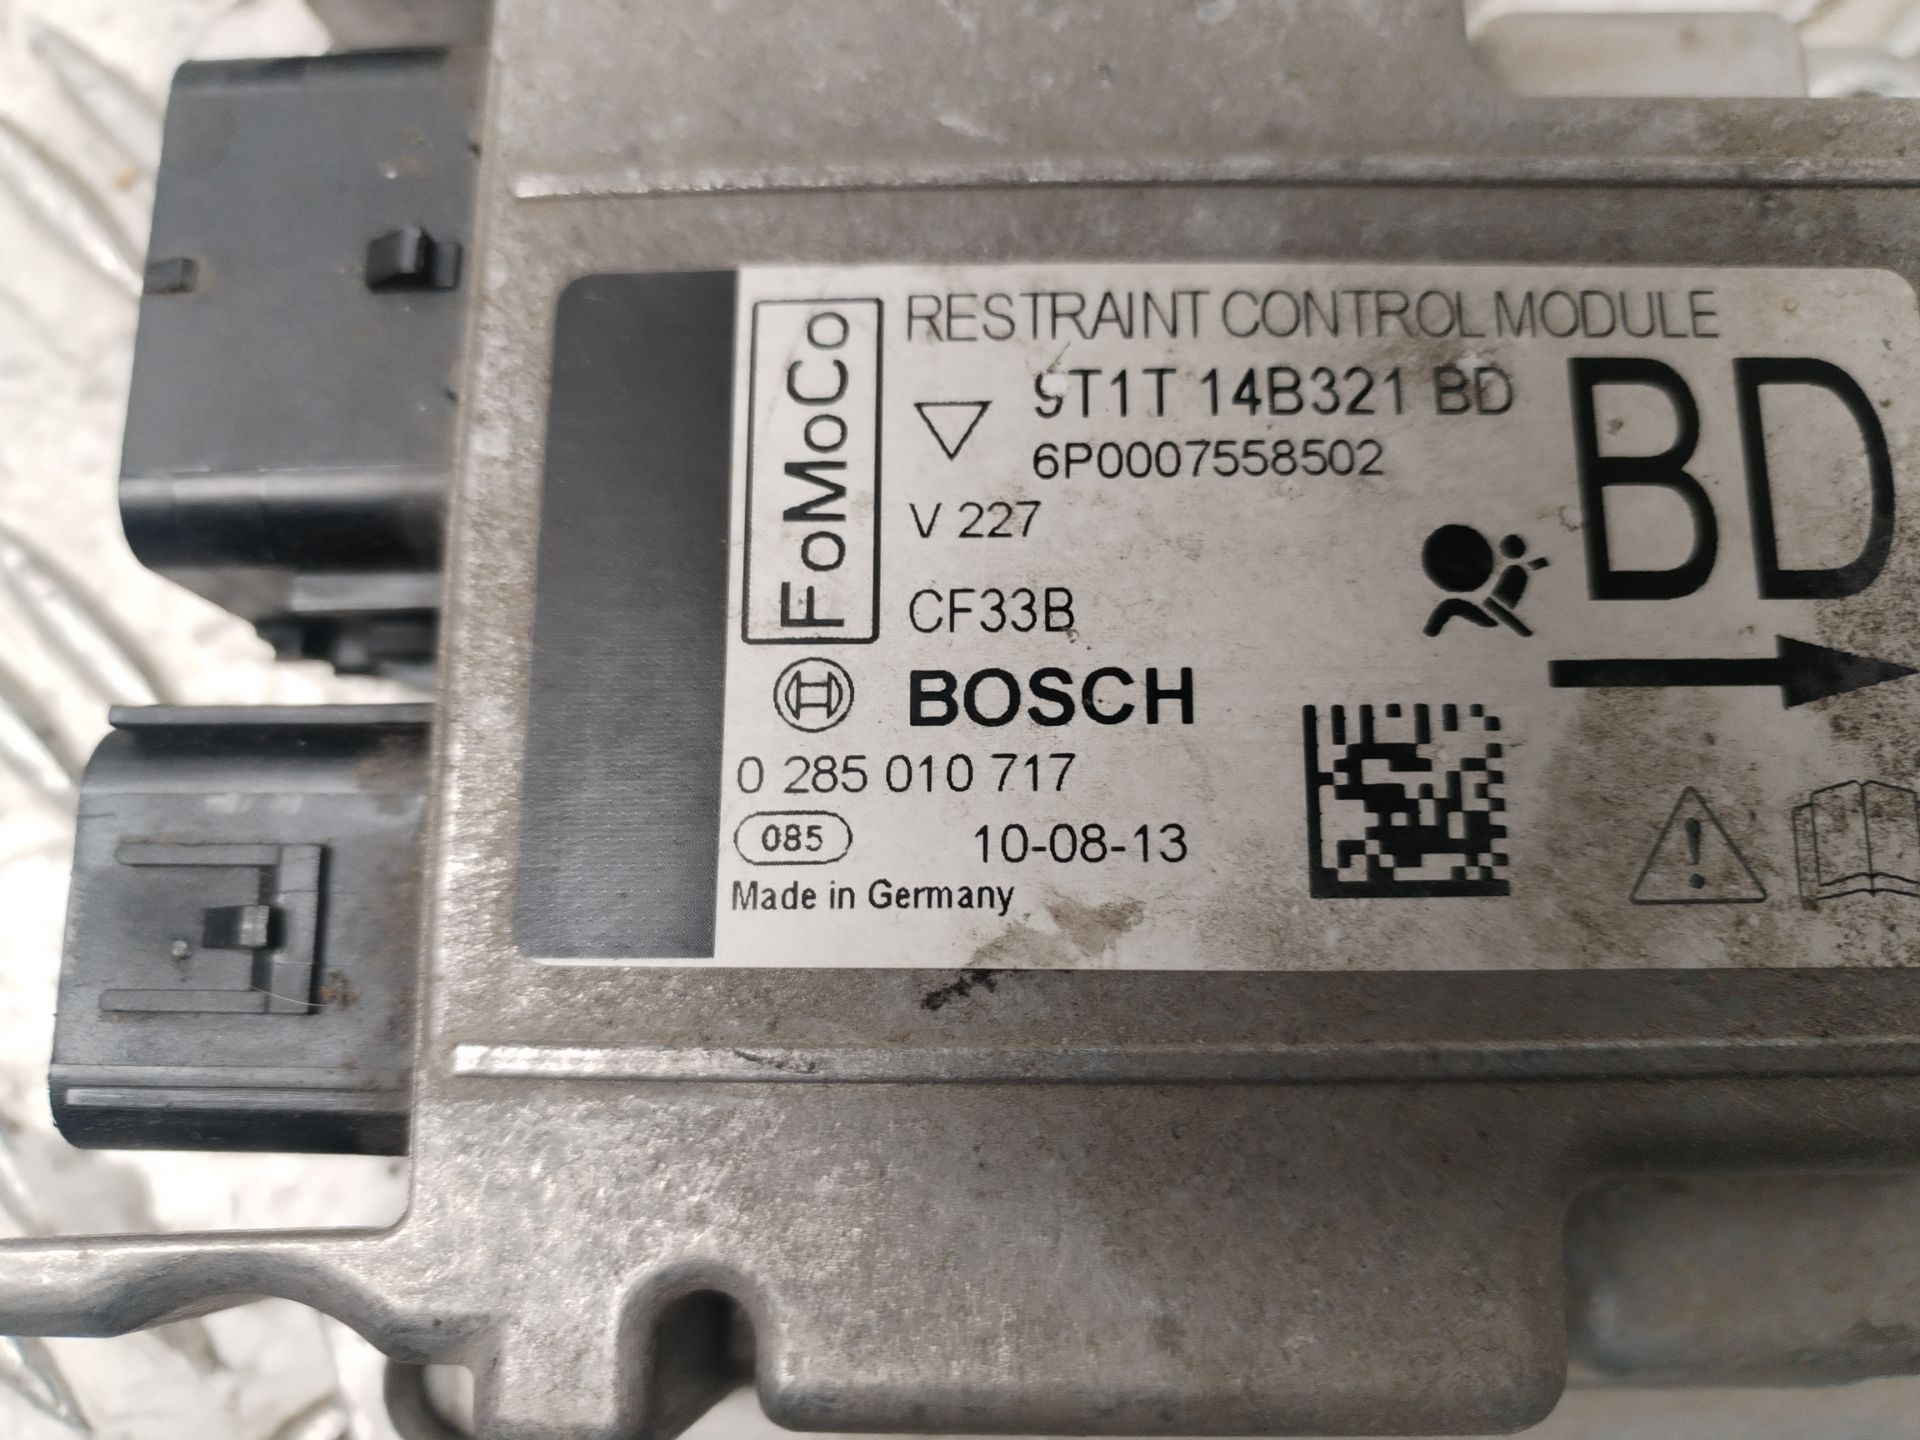 FoMoCo
RESTRAINT CONTROL MODULE
9T1T 14B321 BD
6P0007558502
BD
V 227
CF33B
BOSCH
0 285 010 717
085
10-08-13
Made in Germany